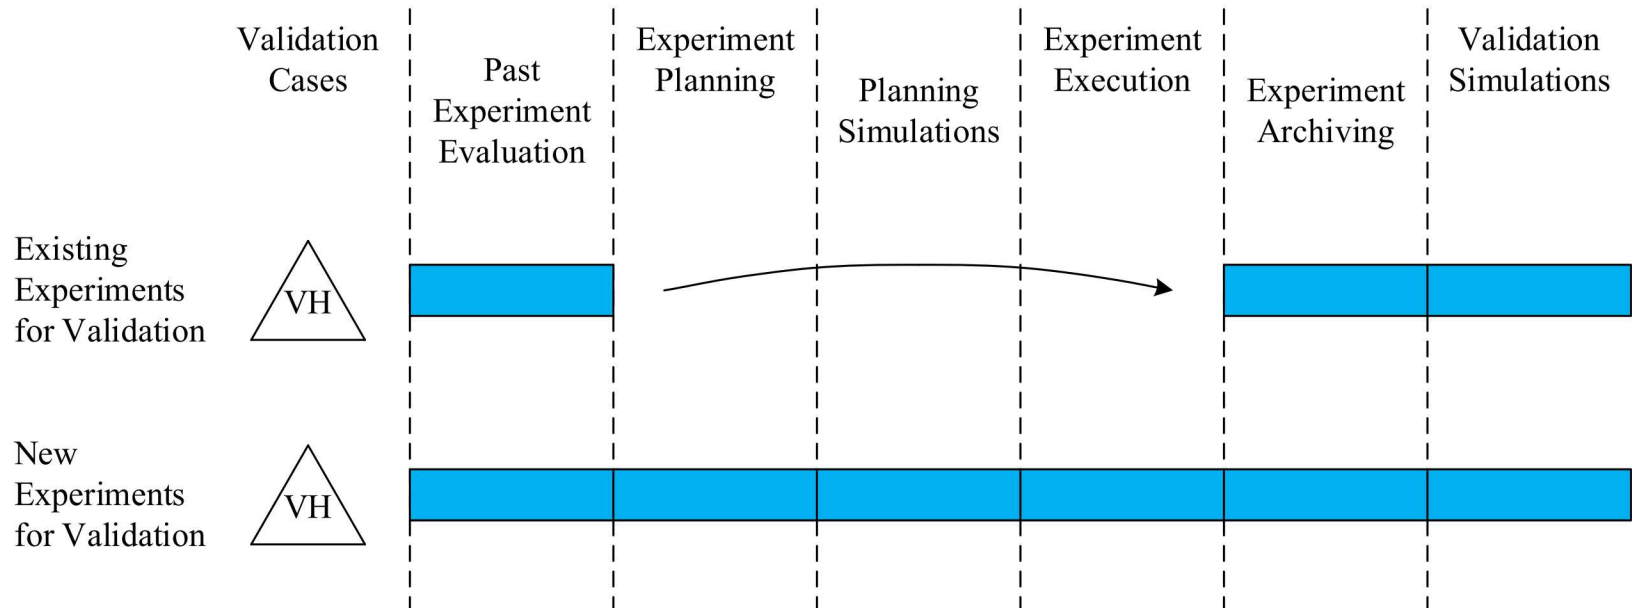 Validation
Cases
Past
Experiment
Evaluation
Experiment
Planning
Planning
Simulations
Experiment
Execution
Experiment
Archiving
Validation
Simulations
Existing
Experiments
for Validation
VH
New
Experiments
for Validation
VH